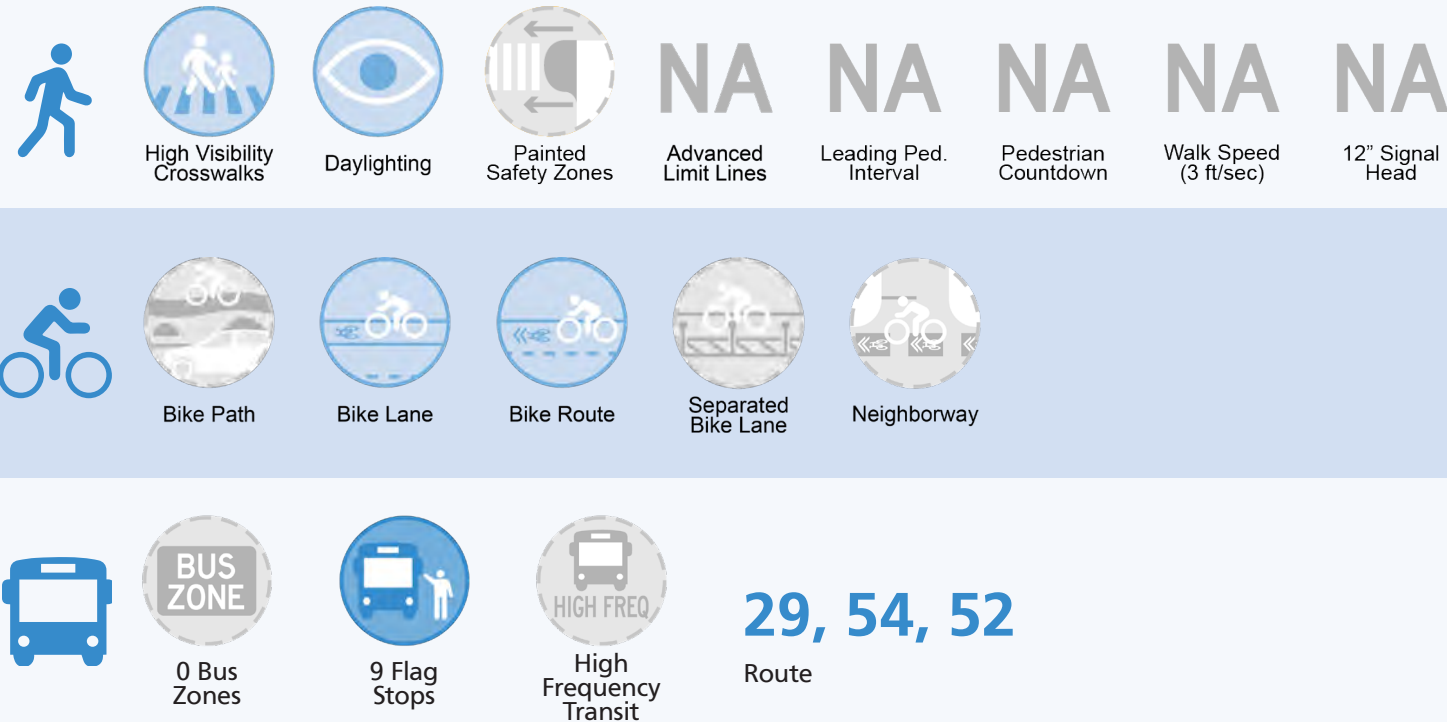 NA NA NA NA NA
High Visibility
Crosswalks
Daylighting
Painted
Safety Zones
Advanced
Limit Lines
Leading Ped.
Interval
Pedestrian
Countdown
Walk Speed
(3 ft/sec)
12” Signal
Head
Bike Path
Bike Lane
Bike Route
Separated
Bike Lane
Neighborway
BUS
ZONE
HIGH FREQ
0 Bus
Zones
9 Flag
Stops
High
Frequency
Transit
29, 54, 52
Route